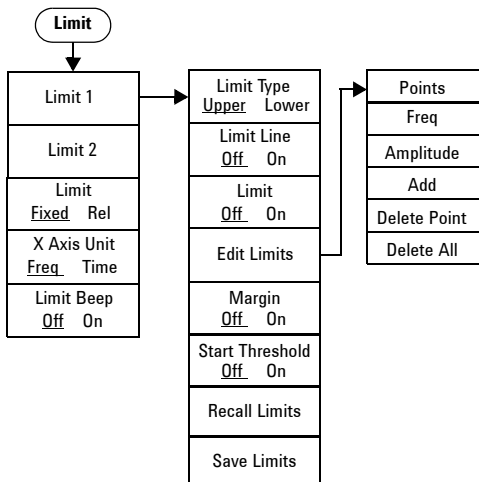 Limit
Limit 1
Limit 2
Limit
Fixed Rel
X Axis Unit
Freq Time
Limit Beep
Off On
Limit Type
Upper Lower
Limit Line
Off On
Limit
Off On
Edit Limits
Margin
Off On
Start Threshold
Off On
Recall Limits
Save Limits
Points
Freq
Amplitude
Add
Delete Point
Delete All